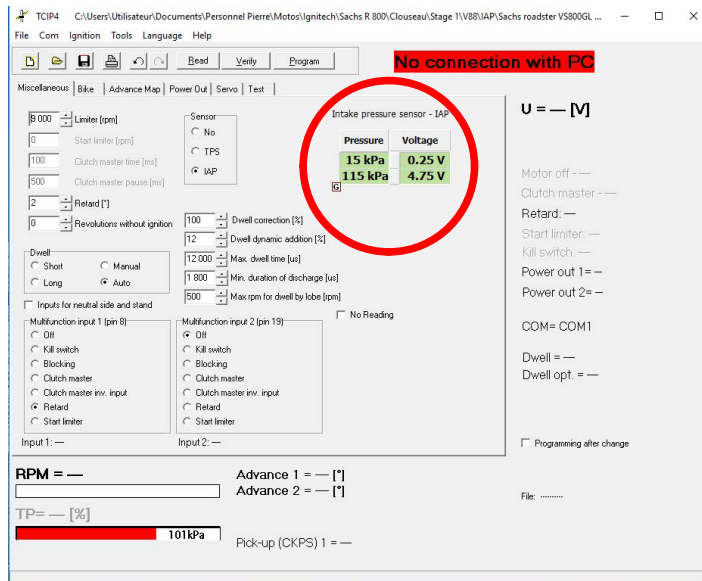 TCIP4 C:\Users\Utilisateur\Documents\Personnel Pierre\Motos\Ignitech\Sachs R 800\Clouseau\Stage 1\V88\IAP\Sachs roadster VS800GL ...
File Com Ignition Tools Language Help
Read Verify Program
No connection with PC
Miscellaneous Bike Advance Map Power Out Servo Test
9 000 Limiter [rpm]
0 Start limiter [rpm]
100 Clutch master time [ms]
500 Clutch master pause [ms]
2 Retard [°]
0 Revolutions without ignition
Sensor
No
TPS
IAP
Intake pressure sensor - IAP
Pressure Voltage
15 kPa 0.25 V
115 kPa 4.75 V
G
100 Dwell correction [%]
12 Dwell dynamic addition [%]
12 000 Max. dwell time [us]
1 800 Min. duration of discharge [us]
500 Max rpm for dwell by lobe [rpm]
Dwell
Short Manual
Long Auto
Inputs for neutral side and stand
No Reading
Multifunction input 1 (pin 8)
Off
Kill switch
Blocking
Clutch master
Clutch master inv. input
Retard
Start limiter
Input 1: —
Multifunction input 2 (pin 19)
Off
Kill switch
Blocking
Clutch master
Clutch master inv. input
Retard
Start limiter
Input 2: —
U = — [V]
Motor off - —
Clutch master - —
Retard: —
Start limiter: —
Kill switch: —
Power out 1= —
Power out 2= —
COM= COM1
Dwell = —
Dwell opt. = —
Programming after change
File: ----------
RPM = —
TP= — [%]
101kPa
Advance 1 = — [°]
Advance 2 = — [°]
Pick-up (CKPS) 1 = —